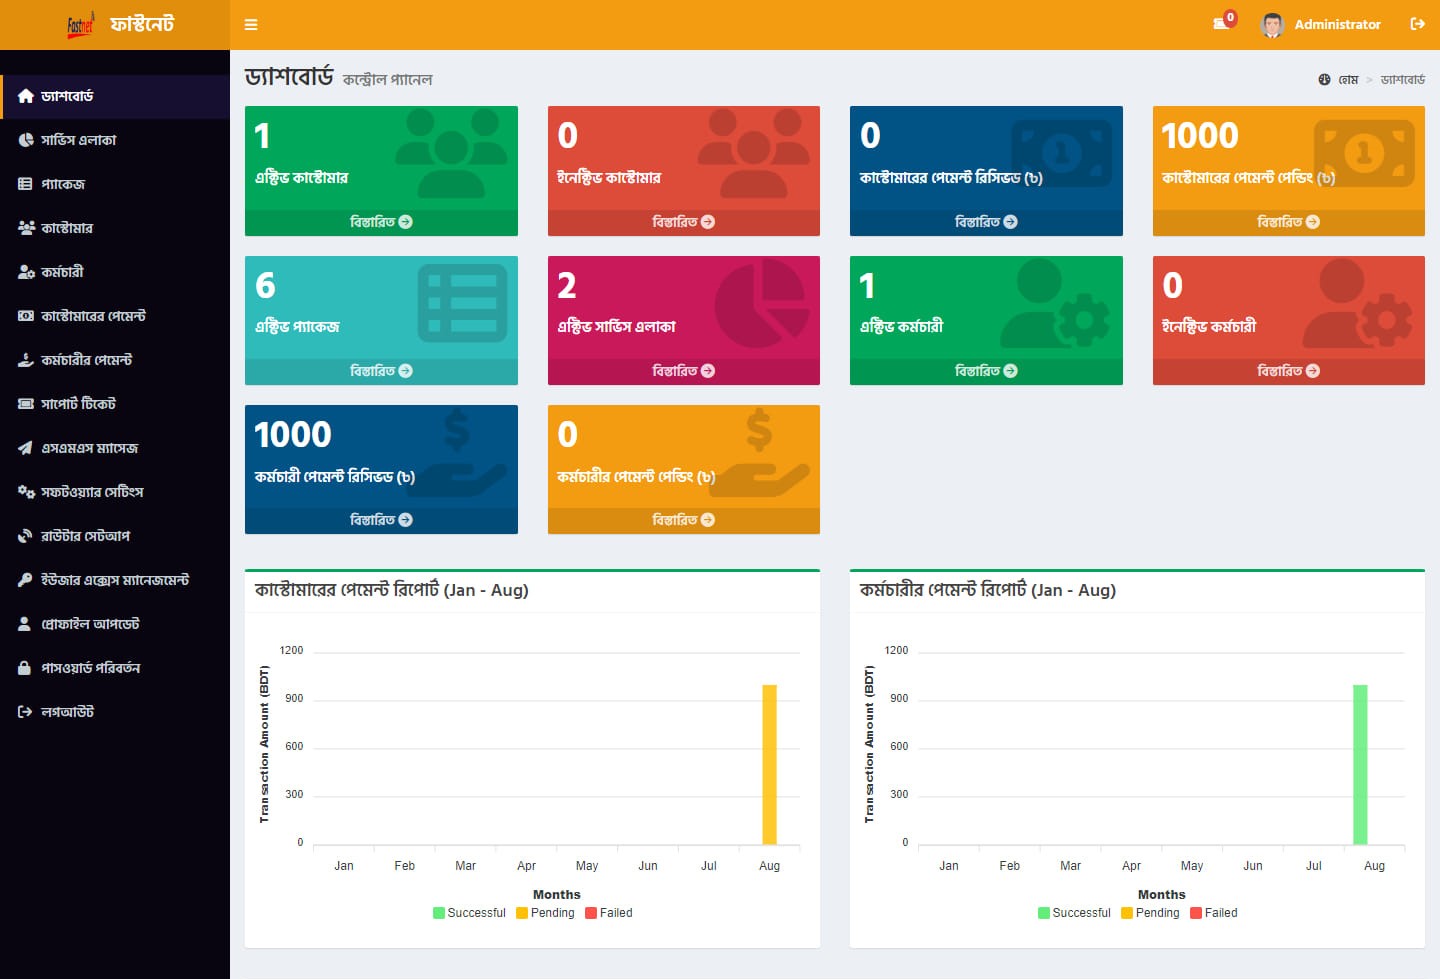 Fastnet ফাস্টনেট
0 Administrator
ড্যাশবোর্ড
সার্ভিস এলাকা
প্যাকেজ
কাস্টোমার
কর্মচারী
কাস্টোমারের পেমেন্ট
কর্মচারীর পেমেন্ট
সাপোর্ট টিকেট
এসএমএস ম্যাসেজ
সফটওয়্যার সেটিংস
রাউটার সেটআপ
ইউজার এক্সেস ম্যানেজমেন্ট
প্রোফাইল আপডেট
পাসওয়ার্ড পরিবর্তন
লগআউট
ড্যাশবোর্ড কন্ট্রোল প্যানেল
হোম > ড্যাশবোর্ড
1
এক্টিভ কাস্টোমার
বিস্তারিত
0
ইনেক্টিভ কাস্টোমার
বিস্তারিত
0
কাস্টোমারের পেমেন্ট রিসিভড (৳)
বিস্তারিত
1000
কাস্টোমারের পেমেন্ট পেন্ডিং (৳)
বিস্তারিত
6
এক্টিভ প্যাকেজ
বিস্তারিত
2
এক্টিভ সার্ভিস এলাকা
বিস্তারিত
1
এক্টিভ কর্মচারী
বিস্তারিত
0
ইনেক্টিভ কর্মচারী
বিস্তারিত
1000
কর্মচারী পেমেন্ট রিসিভড (৳)
বিস্তারিত
0
কর্মচারীর পেমেন্ট পেন্ডিং (৳)
বিস্তারিত
কাস্টোমারের পেমেন্ট রিপোর্ট (Jan - Aug)
Transaction Amount (BDT)
1200
900
600
300
0
Jan Feb Mar Apr May Jun Jul Aug
Months
Successful Pending Failed
কর্মচারীর পেমেন্ট রিপোর্ট (Jan - Aug)
Transaction Amount (BDT)
1200
900
600
300
0
Jan Feb Mar Apr May Jun Jul Aug
Months
Successful Pending Failed